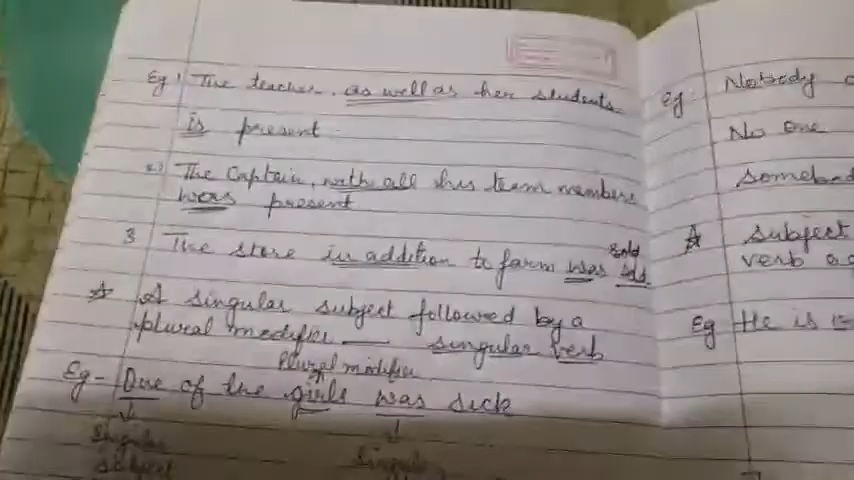 Eg 1 The teacher, as well as her students
is present
2) The Captain, with all his team members
was present
sold
3 The store in addition to farm was
☆ A singular subject followed by a
plural modifier — singular verb
Plural modifier
Eg - One of the girls was sick
↓ ↓
Singular
subject
Singular
Eg Nobody
No one
☆ subject
verb
Eg He is